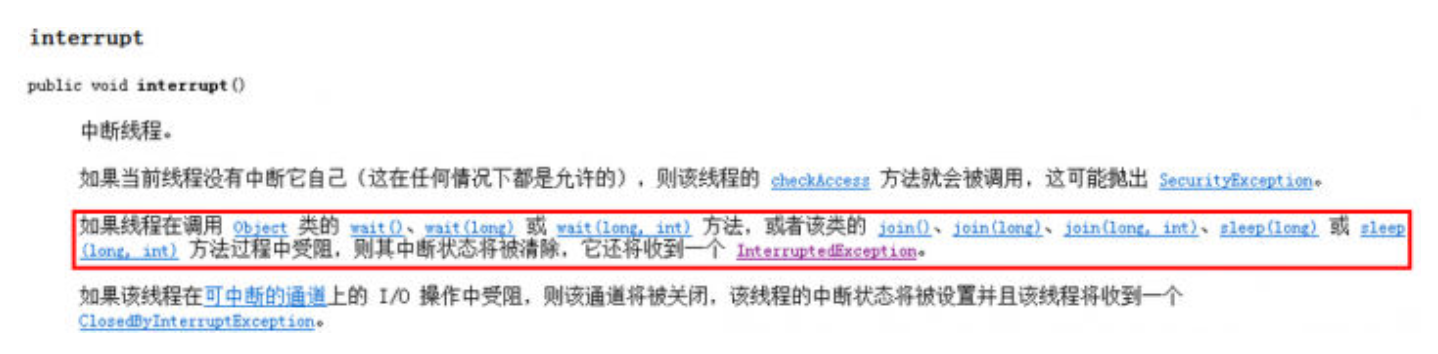 interrupt
public void interrupt()
中断线程。
如果当前线程没有中断它自己（这在任何情况下都是允许的），则该线程的 checkAccess 方法就会被调用，这可能抛出 SecurityException。
如果线程在调用 Object 类的 wait()、wait(long) 或 wait(long, int) 方法，或者该类的 join()、join(long)、join(long, int)、sleep(long) 或 sleep
(long, int) 方法过程中受阻，则其中断状态将被清除，它还将收到一个 InterruptedException。
如果该线程在可中断的通道上的 I/O 操作中受阻，则该通道将被关闭，该线程的中断状态将被设置并且该线程将收到一个
ClosedByInterruptException。